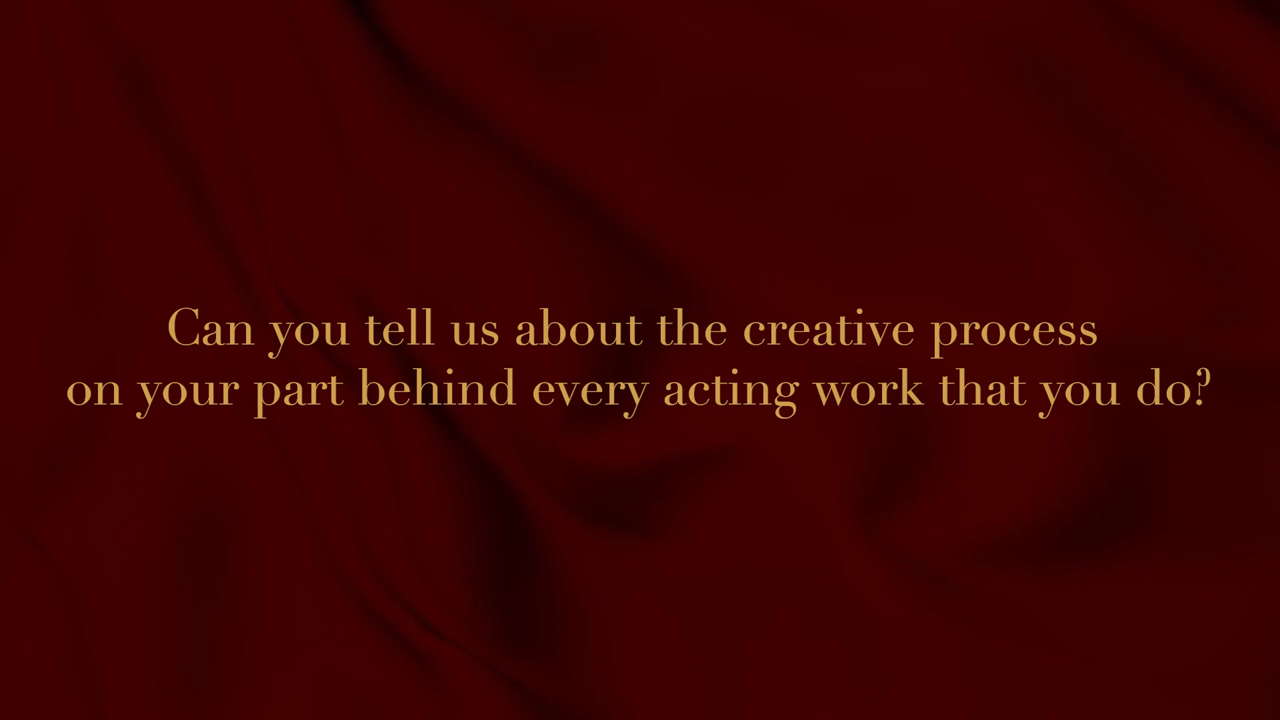 Can you tell us about the creative process
on your part behind every acting work that you do?